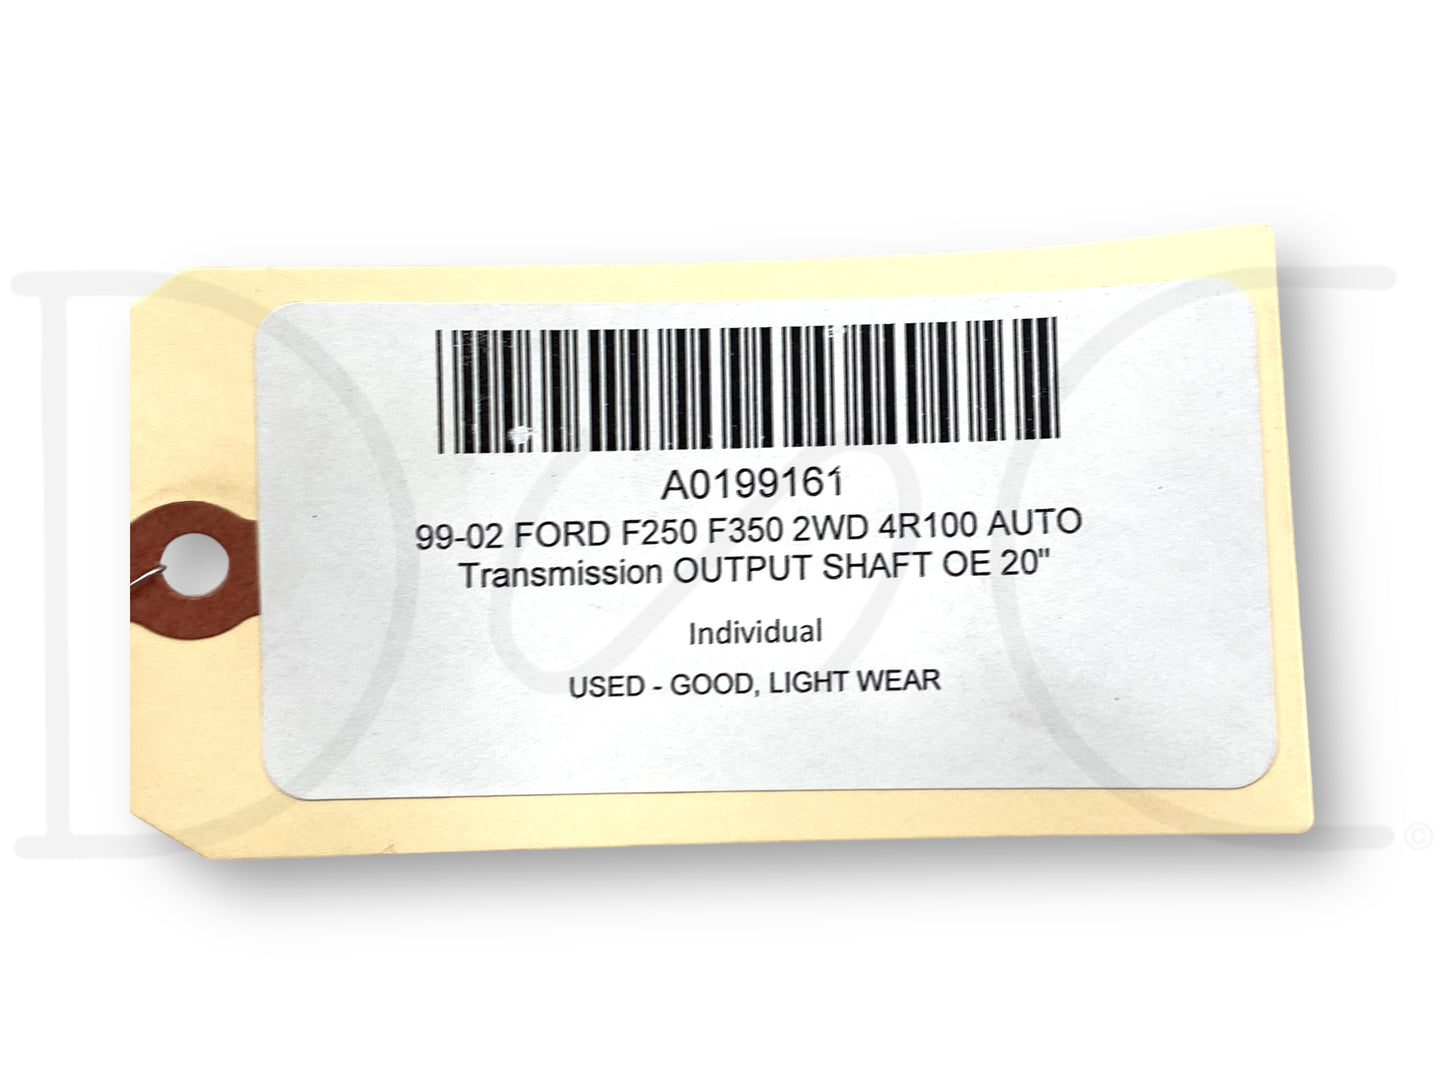 A0199161
99-02 FORD F250 F350 2WD 4R100 AUTO
Transmission OUTPUT SHAFT OE 20"
Individual
USED - GOOD, LIGHT WEAR
D S C
©